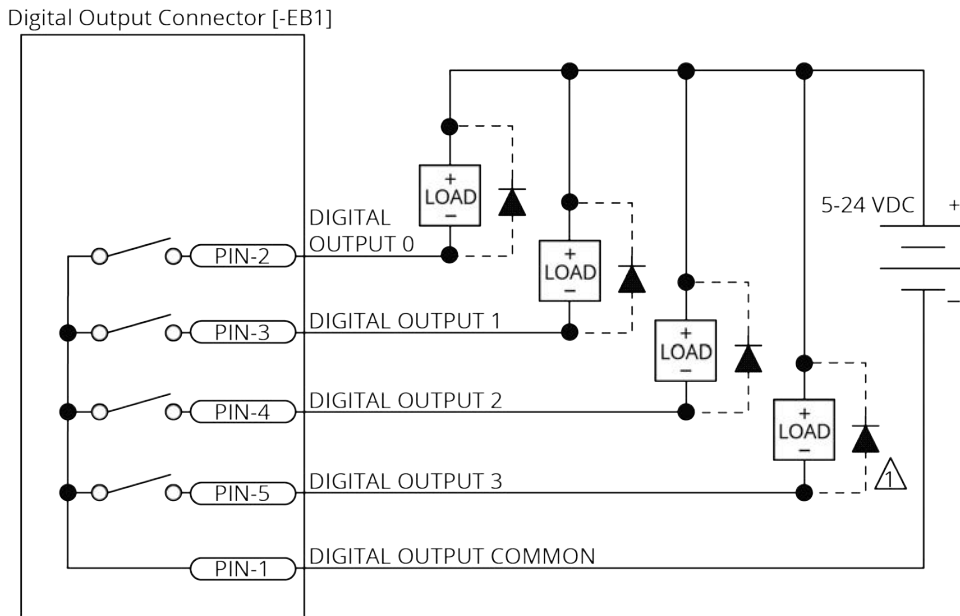 Digital Output Connector [-EB1]
+
LOAD
−
5-24 VDC
+
−
DIGITAL
OUTPUT 0
PIN-2
+
LOAD
−
DIGITAL OUTPUT 1
PIN-3
+
LOAD
−
DIGITAL OUTPUT 2
PIN-4
+
LOAD
−
1
DIGITAL OUTPUT 3
PIN-5
DIGITAL OUTPUT COMMON
PIN-1